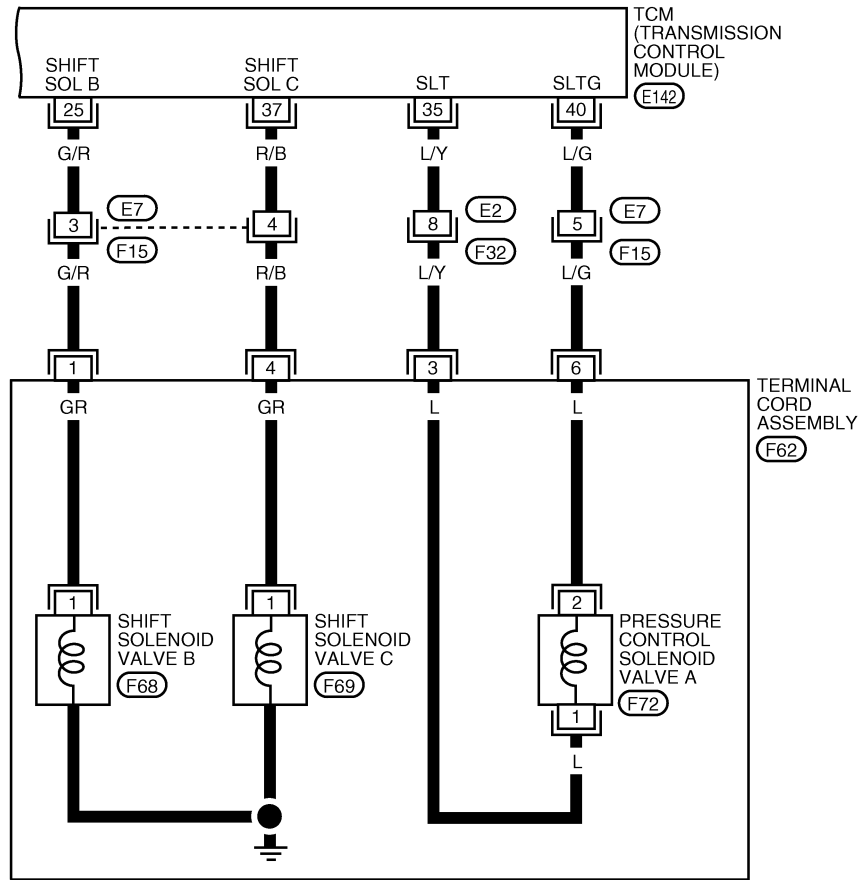 TCM
(TRANSMISSION
CONTROL
MODULE)
E142
SHIFT
SOL B
SHIFT
SOL C
SLT
SLTG
25
37
35
40
G/R
R/B
L/Y
L/G
3
E7
F15
4
8
E2
F32
5
E7
F15
G/R
R/B
L/Y
L/G
1
4
3
6
TERMINAL
CORD
ASSEMBLY
F62
GR
GR
L
L
1
SHIFT
SOLENOID
VALVE B
F68
1
SHIFT
SOLENOID
VALVE C
F69
2
PRESSURE
CONTROL
SOLENOID
VALVE A
F72
1
L